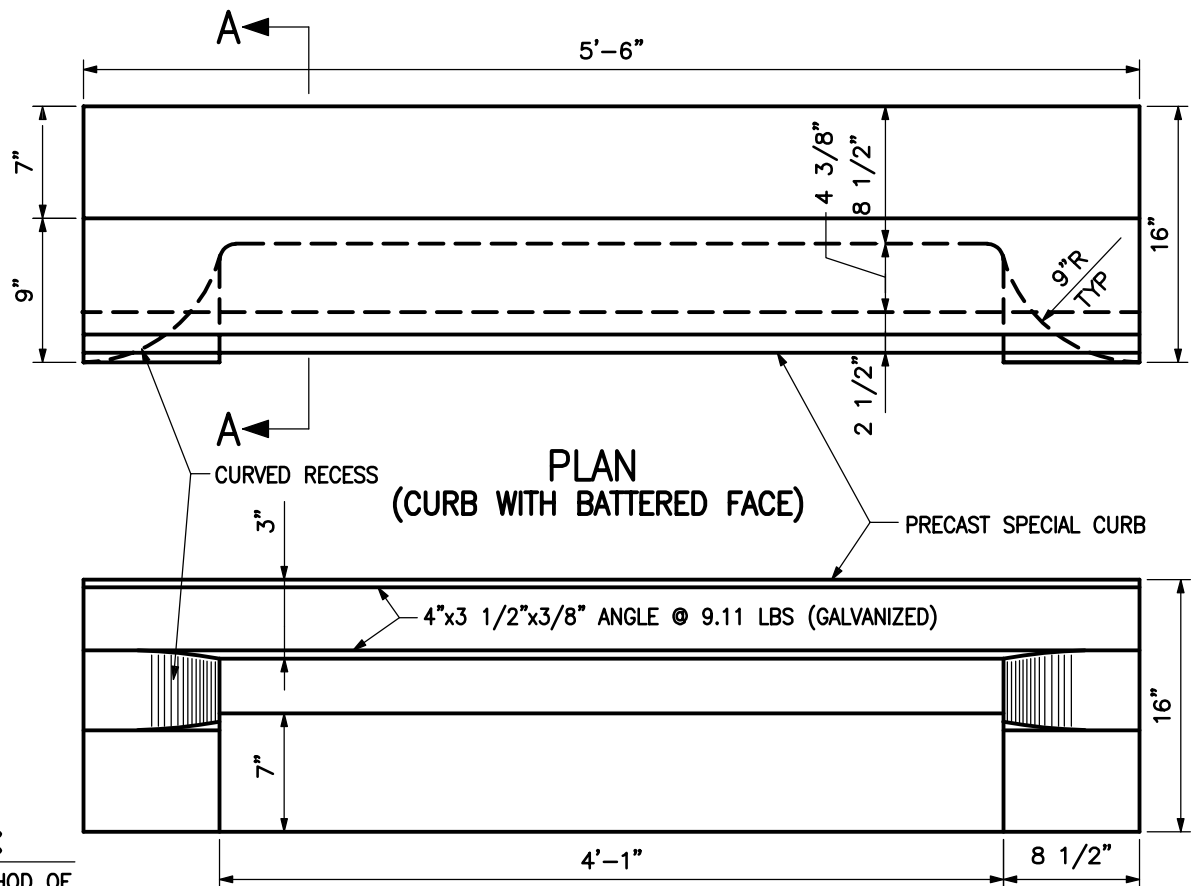 A
5'-6"
7"
4 3/8"
8 1/2"
16"
9"
9"R
TYP
2 1/2"
A
CURVED RECESS
PLAN
(CURB WITH BATTERED FACE)
3"
PRECAST SPECIAL CURB
4"x3 1/2"x3/8" ANGLE @ 9.11 LBS (GALVANIZED)
16"
7"
:
4'-1"
8 1/2"
HOD OF